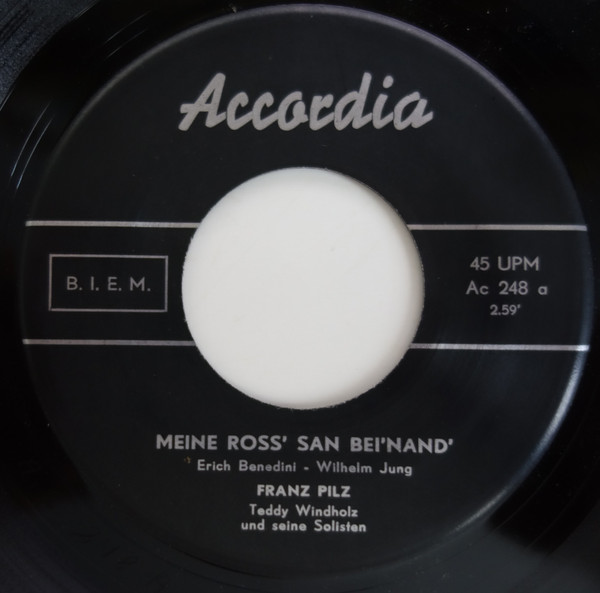 Accordia
B. I. E. M.
45 UPM
Ac 248 a
2.59"
MEINE ROSS' SAN BEI'NAND'
Erich Benedini - Wilhelm Jung
FRANZ PILZ
Teddy Windholz
und seine Solisten